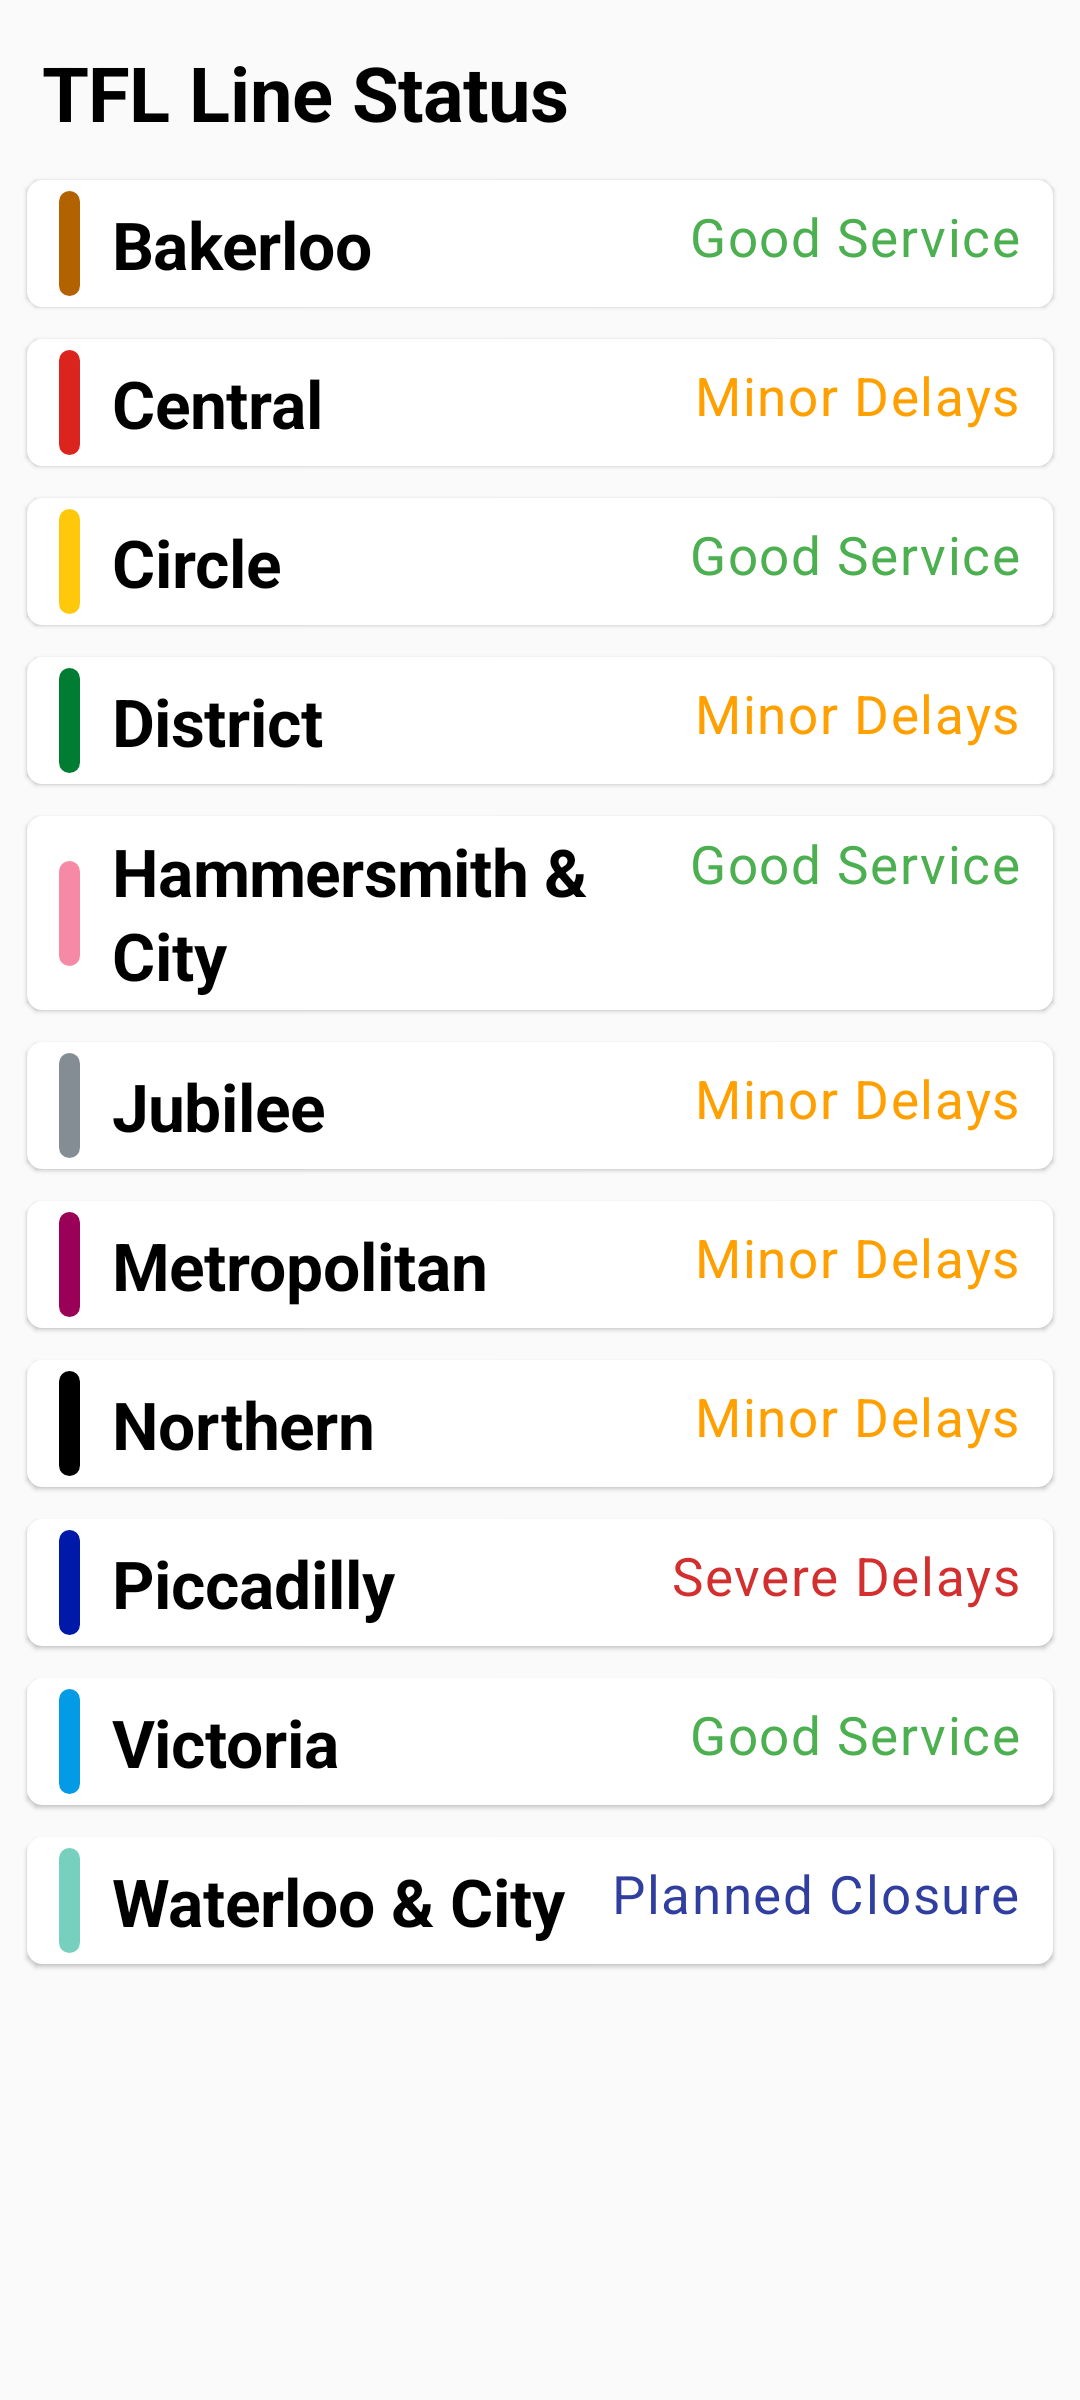 TFL Line Status
Bakerloo Good Service
Central Minor Delays
Circle Good Service
District Minor Delays
Hammersmith & Good Service
City
Jubilee Minor Delays
Metropolitan Minor Delays
Northern Minor Delays
Piccadilly Severe Delays
Victoria Good Service
Waterloo & City Planned Closure